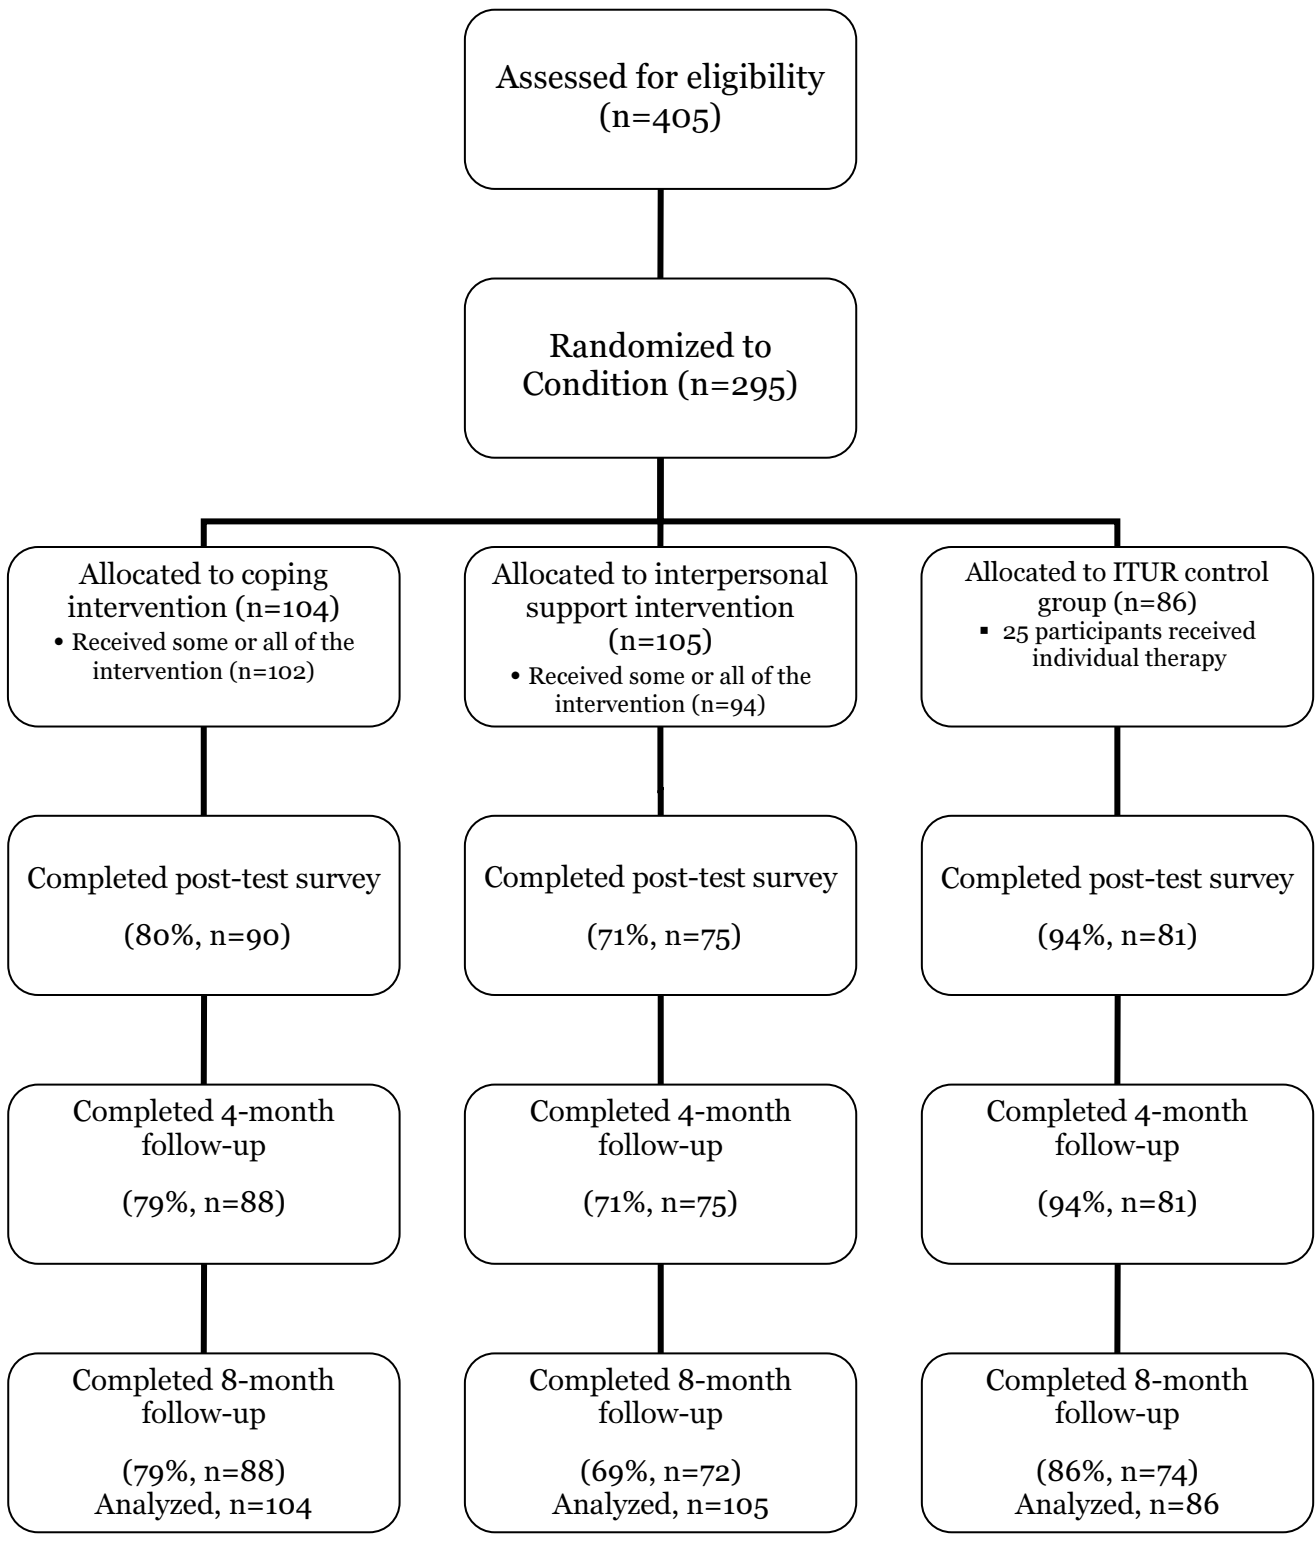 Assessed for eligibility
(n=405)
Randomized to
Condition (n=295)
Allocated to coping
intervention (n=104)
• Received some or all of the
intervention (n=102)
Allocated to interpersonal
support intervention
(n=105)
• Received some or all of the
intervention (n=94)
Allocated to ITUR control
group (n=86)
▪ 25 participants received
individual therapy
Completed post-test survey
(80%, n=90)
Completed post-test survey
(71%, n=75)
Completed post-test survey
(94%, n=81)
Completed 4-month
follow-up
(79%, n=88)
Completed 4-month
follow-up
(71%, n=75)
Completed 4-month
follow-up
(94%, n=81)
Completed 8-month
follow-up
(79%, n=88)
Analyzed, n=104
Completed 8-month
follow-up
(69%, n=72)
Analyzed, n=105
Completed 8-month
follow-up
(86%, n=74)
Analyzed, n=86